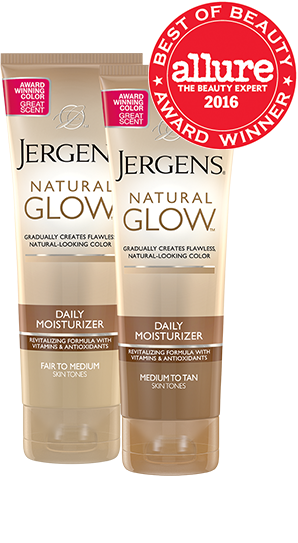 BEST OF BEAUTY
allure
THE BEAUTY EXPERT
2016
AWARD WINNER
AWARD
WINNING
COLOR
GREAT
SCENT
JERGENS
NATURAL
GLOW
GRADUALLY CREATES FLAWLESS,
NATURAL-LOOKING COLOR
DAILY
MOISTURIZER
REVITALIZING FORMULA WITH
VITAMINS & ANTIOXIDANTS
FAIR TO MEDIUM
SKIN TONES
AWARD
WINNING
COLOR
GREAT
SCENT
JERGENS®
NATURAL
GLOW™
GRADUALLY CREATES FLAWLESS,
NATURAL-LOOKING COLOR
DAILY
MOISTURIZER
REVITALIZING FORMULA WITH
VITAMINS & ANTIOXIDANTS
MEDIUM TO TAN
SKIN TONES